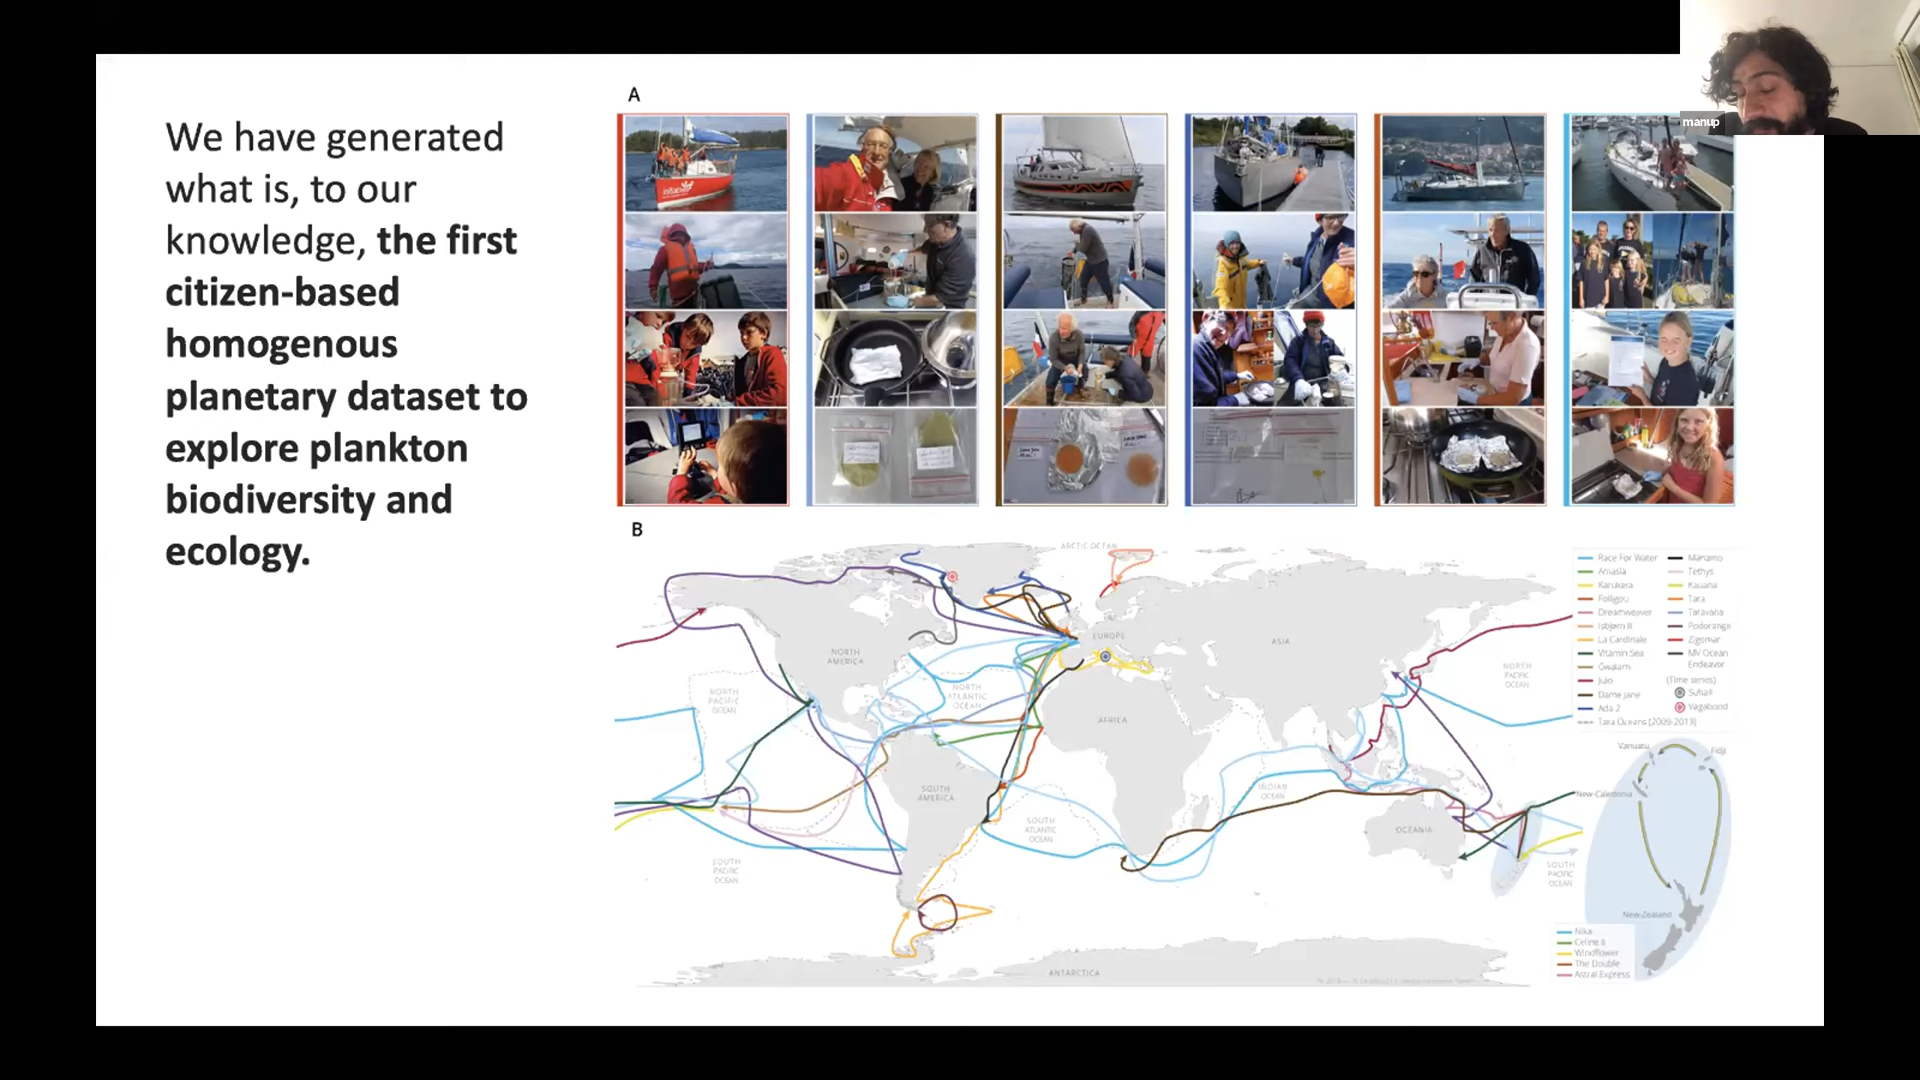 We have generated
what is, to our
knowledge, the first
citizen-based
homogenous
planetary dataset to
explore plankton
biodiversity and
ecology.
A
manup
B
ARCTIC OCEAN
NORTH
AMERICA
EUROPE
ASIA
NORTH
PACIFIC
OCEAN
NORTH
ATLANTIC
OCEAN
AFRICA
NORTH
PACIFIC
OCEAN
SOUTH
AMERICA
SOUTH
ATLANTIC
OCEAN
INDIAN
OCEAN
OCEANIA
SOUTH
PACIFIC
OCEAN
SOUTH
PACIFIC
OCEAN
ANTARCTICA
Race For Water
Amasia
Karukera
Folligou
Dreamweaver
Isbjørn II
La Cardinale
Vitamin Sea
Gwalarn
Julo
Dame Jane
Ada 2
Tara Oceans (2009-2013)
Manamo
Tethys
Kauana
Tara
Taravana
Podorange
Zigomar
MV Ocean
Endeavor
(Time series)
Suhaïl
Vagabond
Vanuatu
Fidji
New-Caledonia
New-Zealand
Nika
Celine II
Windflower
The Double
Astral Express